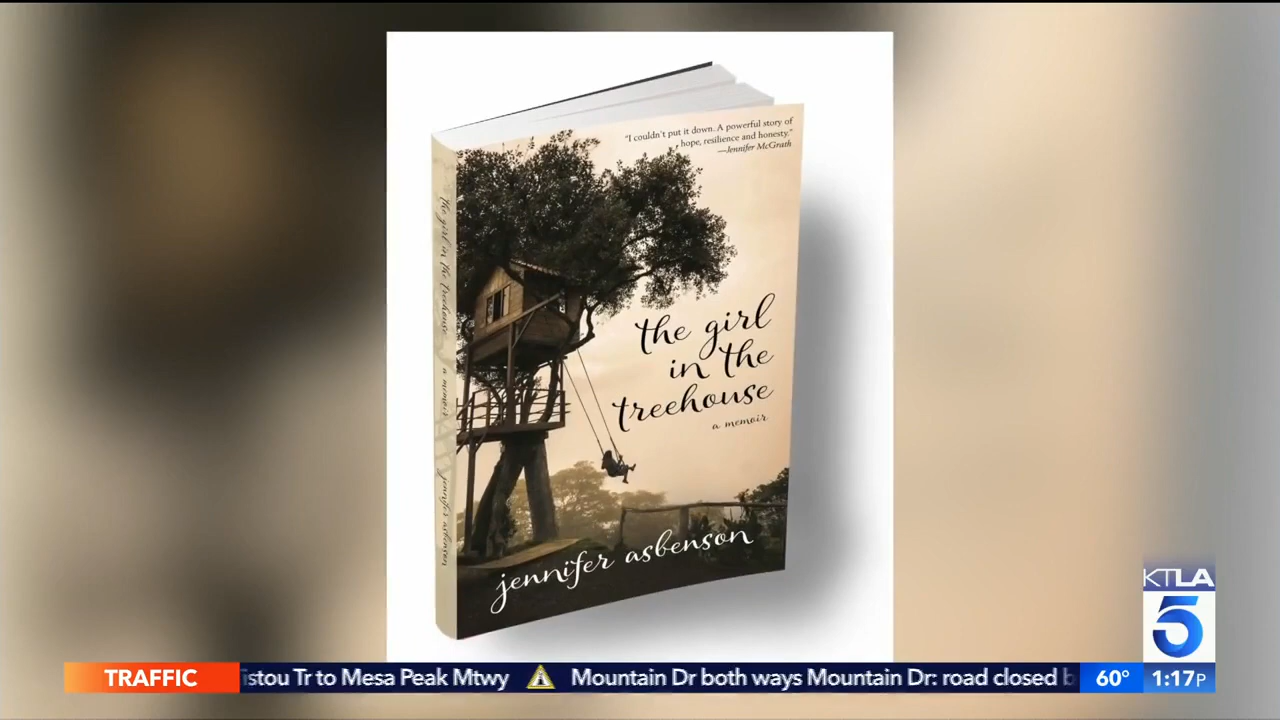 "I couldn't put it down. A powerful story of
hope, resilience and honesty."
—Jennifer McGrath
the girl
in the
treehouse
a memoir
jennifer asbenson
the girl in the treehouse a memoir jennifer asbenson
KTLA
5
TRAFFIC
istou Tr to Mesa Peak Mtwy
Mountain Dr both ways Mountain Dr: road closed
60°
1:17P